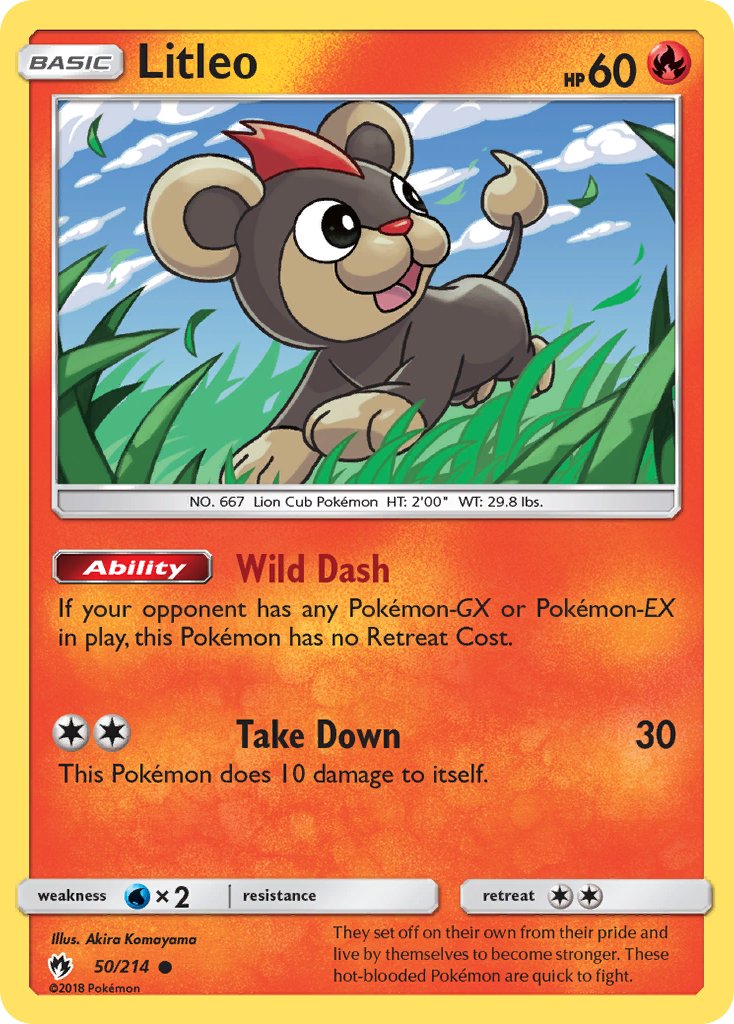 BASIC Litleo HP 60
NO. 667 Lion Cub Pokémon HT: 2'00" WT: 29.8 lbs.
Ability Wild Dash
If your opponent has any Pokémon-GX or Pokémon-EX
in play, this Pokémon has no Retreat Cost.
Take Down 30
This Pokémon does 10 damage to itself.
weakness × 2 resistance retreat
Illus. Akira Komayama
50/214
©2018 Pokémon
They set off on their own from their pride and
live by themselves to become stronger. These
hot-blooded Pokémon are quick to fight.